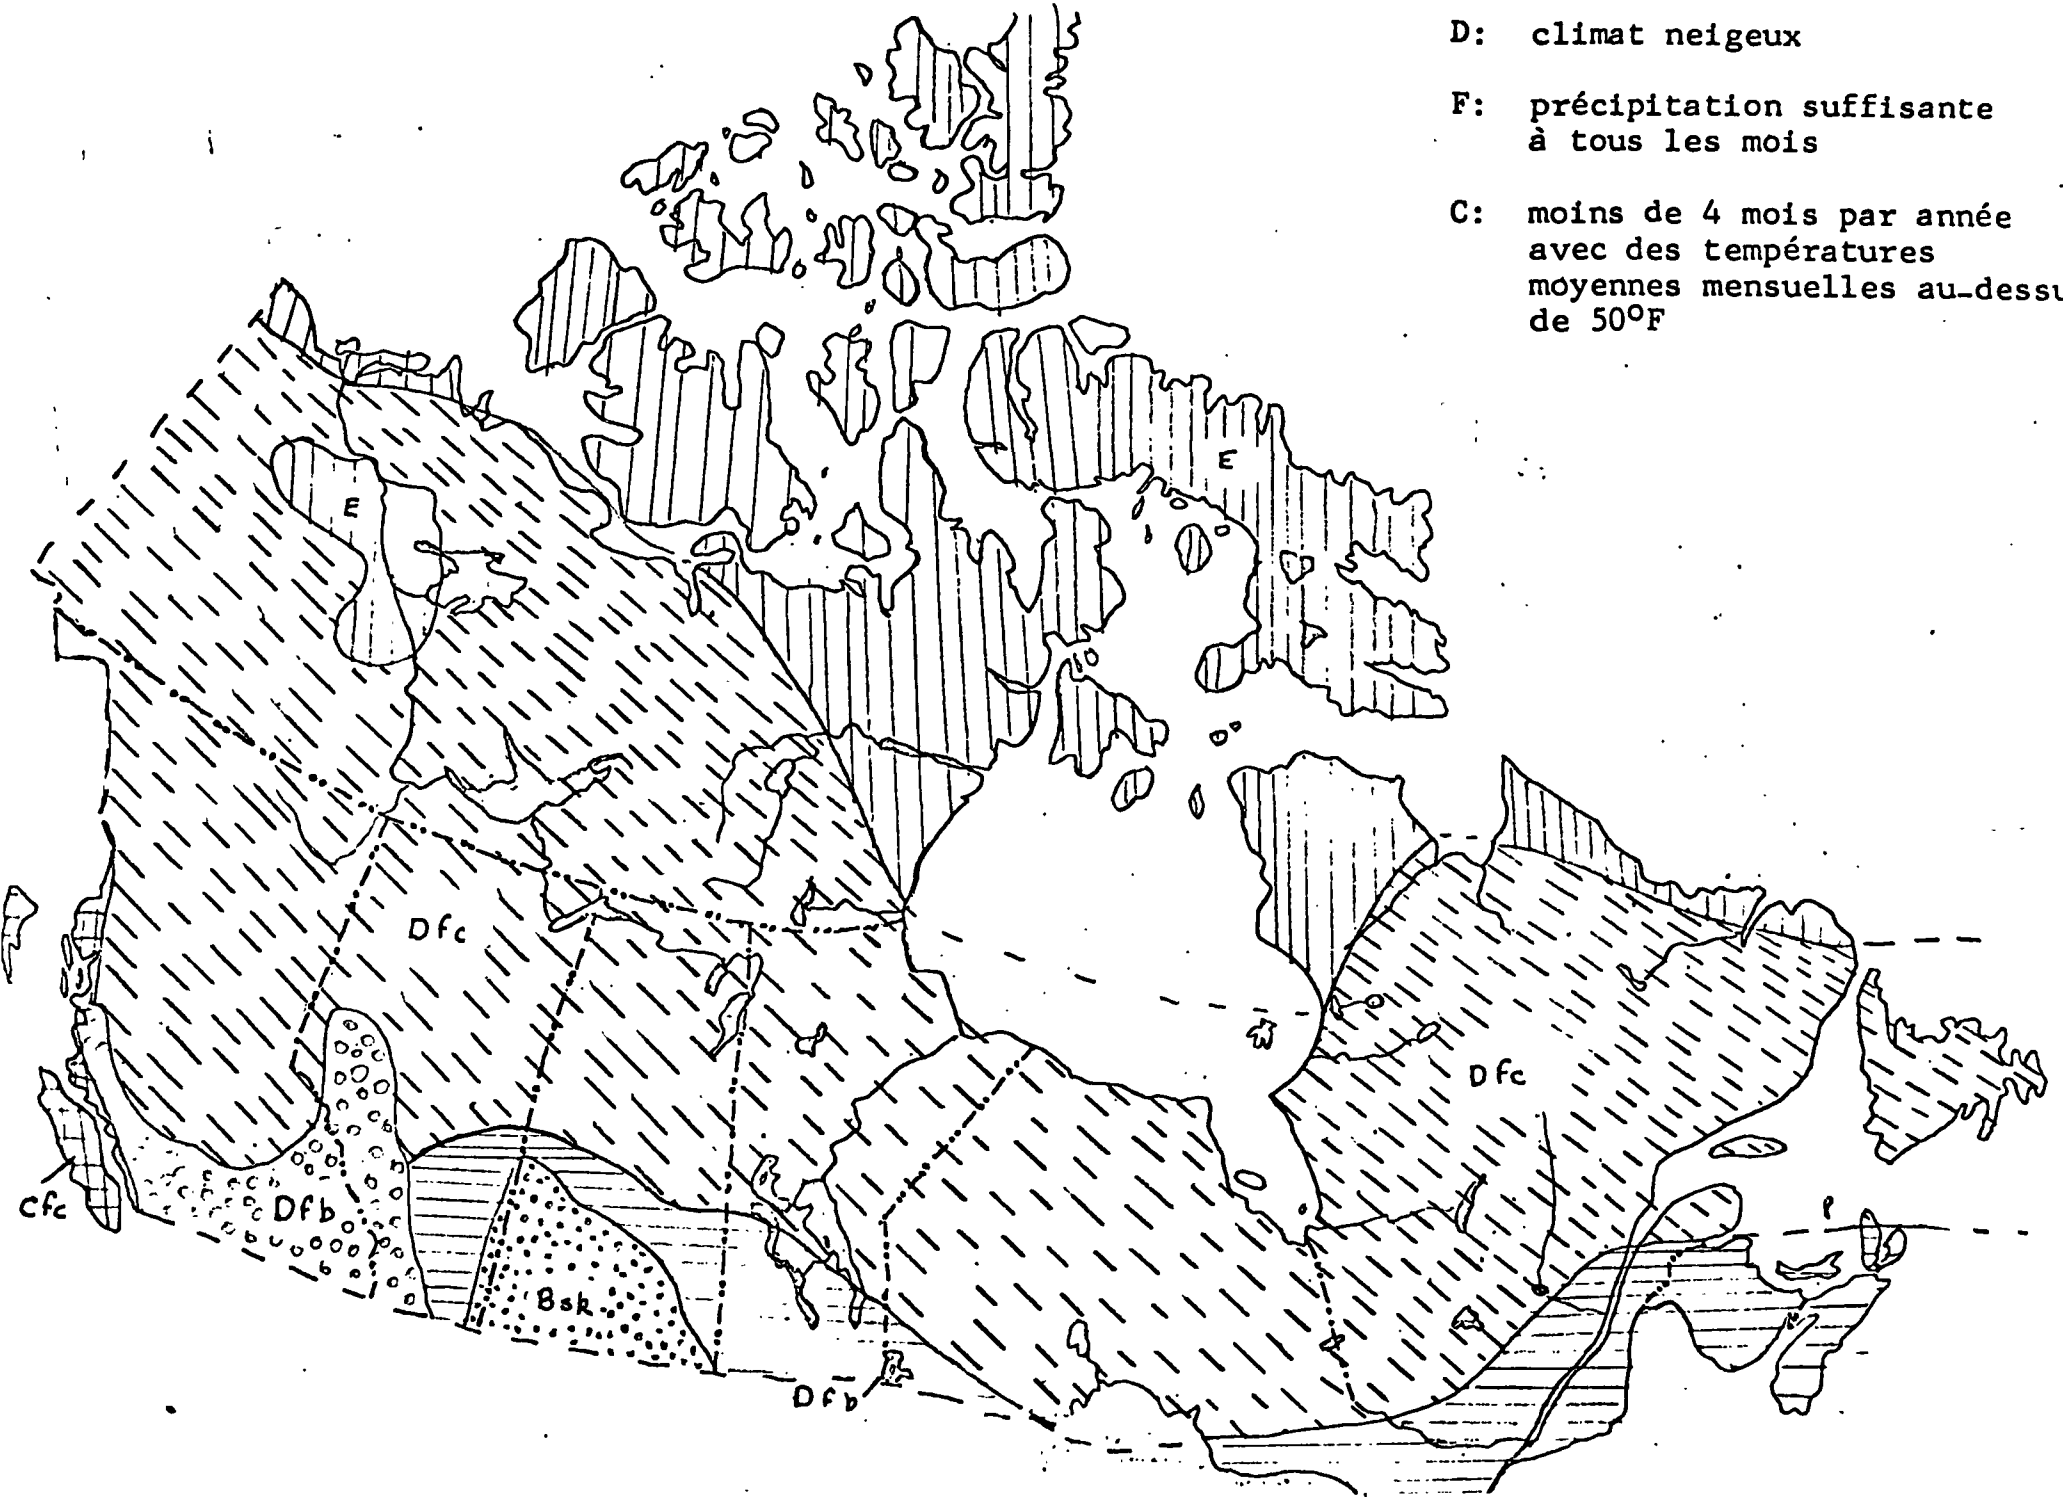 D: climat neigeux
F: précipitation suffisante
à tous les mois
C: moins de 4 mois par année
avec des températures
moyennes mensuelles au-dessu
de 50°F
E
E
Dfc
Dfc
Cfc
Dfb
Bsk
Dfb